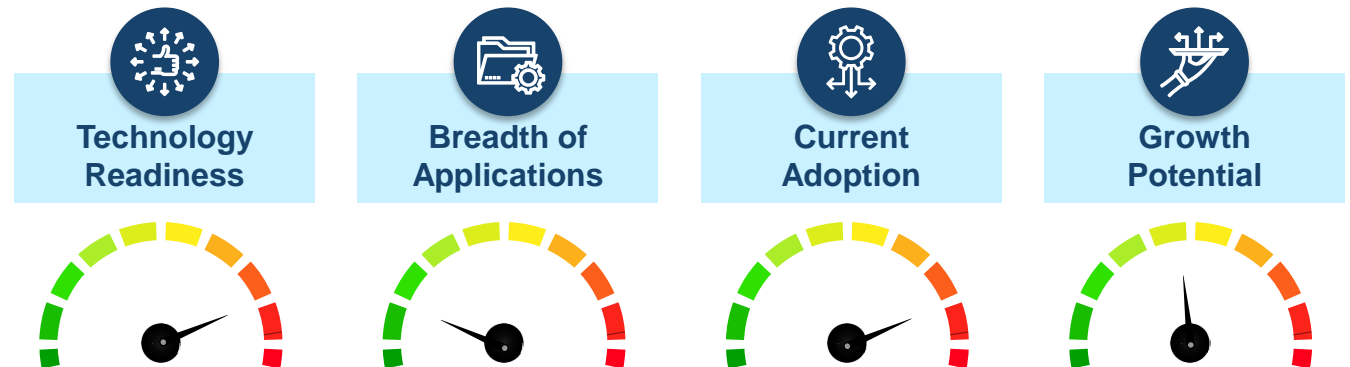 Technology
Readiness
Breadth of
Applications
Current
Adoption
Growth
Potential